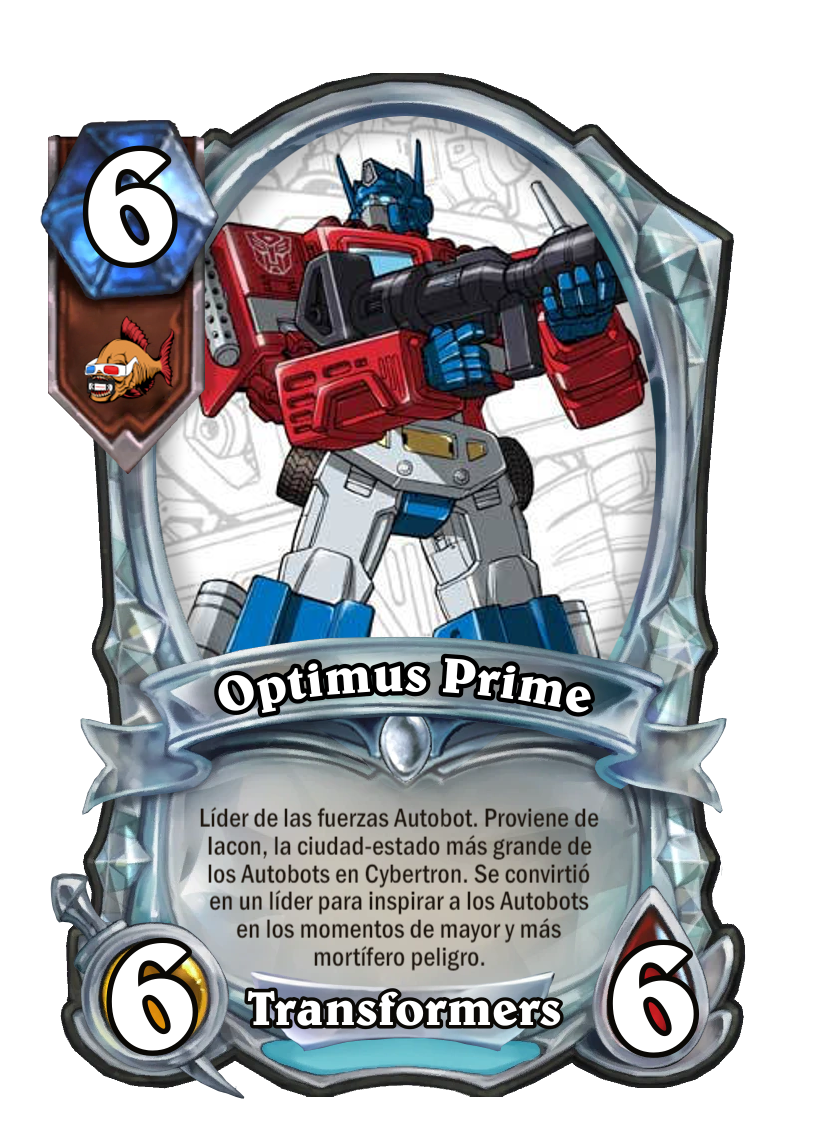 6
Optimus Prime
Líder de las fuerzas Autobot. Proviene de
Iacon, la ciudad-estado más grande de
los Autobots en Cybertron. Se convirtió
en un líder para inspirar a los Autobots
en los momentos de mayor y más
mortífero peligro.
6
Transformers
6